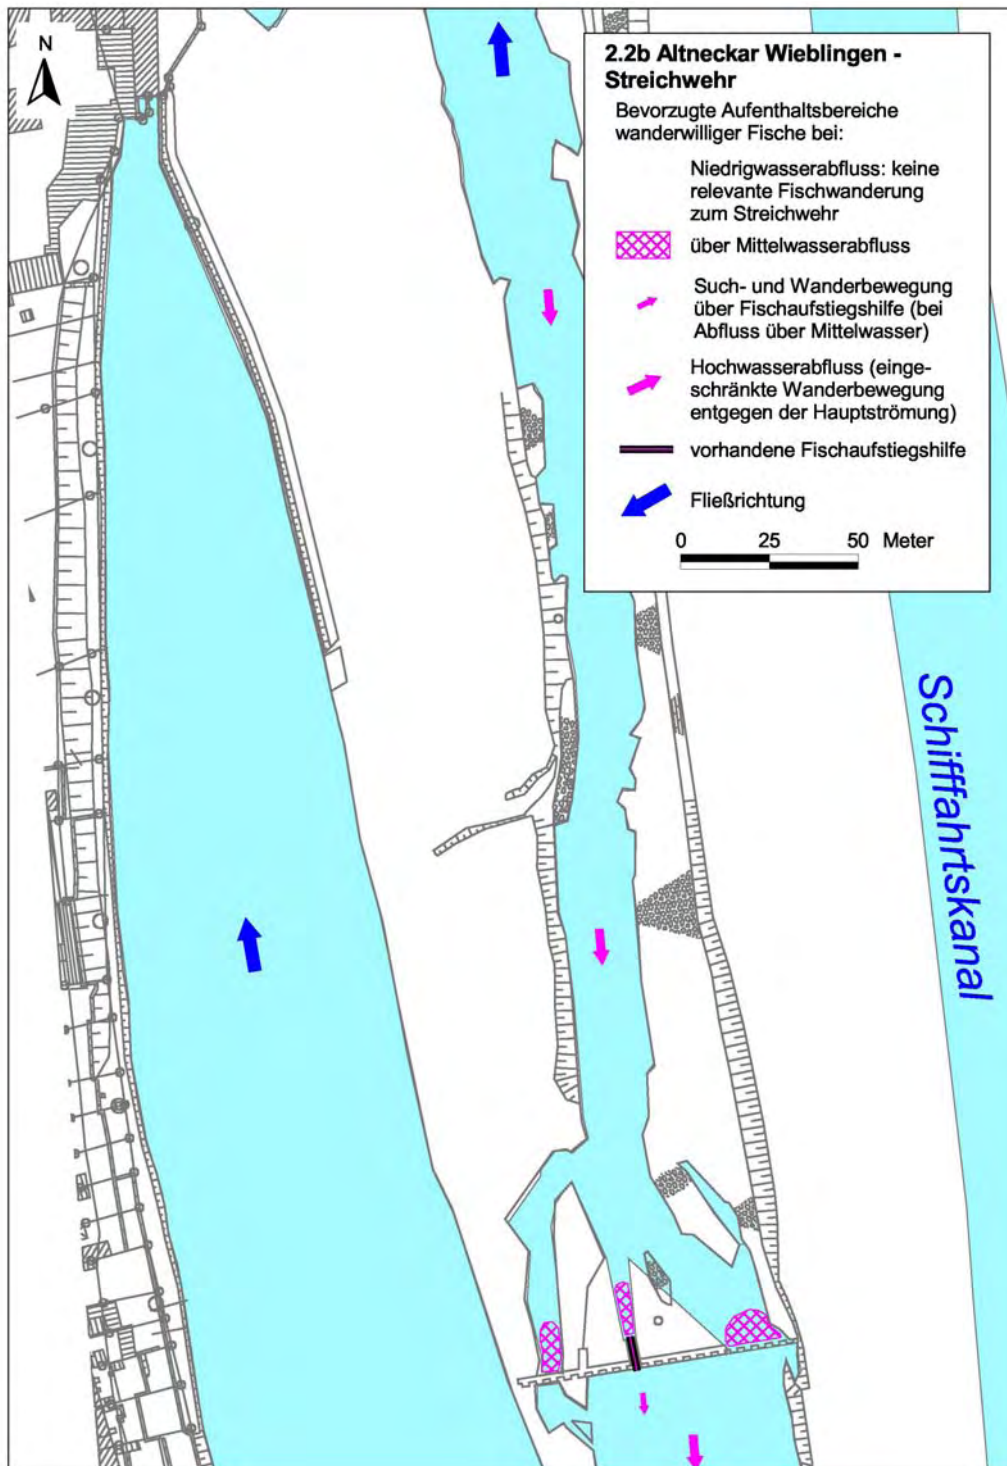 N
2.2b Altneckar Wieblingen -
Streichwehr
Bevorzugte Aufenthaltsbereiche
wanderwilliger Fische bei:
Niedrigwasserabfluss: keine
relevante Fischwanderung
zum Streichwehr
über Mittelwasserabfluss
Such- und Wanderbewegung
über Fischaufstiegshilfe (bei
Abfluss über Mittelwasser)
Hochwasserabfluss (einge-
schränkte Wanderbewegung
entgegen der Hauptströmung)
vorhandene Fischaufstiegshilfe
Fließrichtung
0 25 50 Meter
Schifffahrtskanal